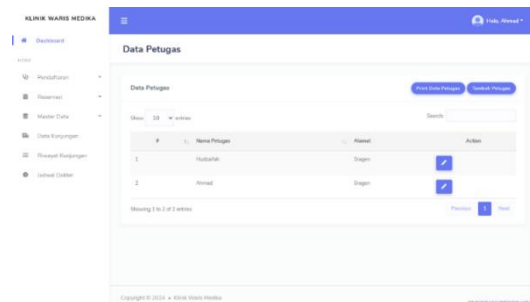 KLINIK WARIS MEDIKA
Halo, Ahmad
Dashboard
Data Petugas
Pendaftaran
Reservasi
Master Data
Data Kunjungan
Riwayat Kunjungan
Jadwal Dokter
Data Petugas
Print Data Petugas
Tambah Petugas
Show 10 entries
Search:
# Nama Petugas Alamat Action
1 Sragen
2 Ahmad Sragen
Showing 1 to 2 of 2 entries
Previous 1 Next
Copyright © 2024 • Klinik Waris Medika